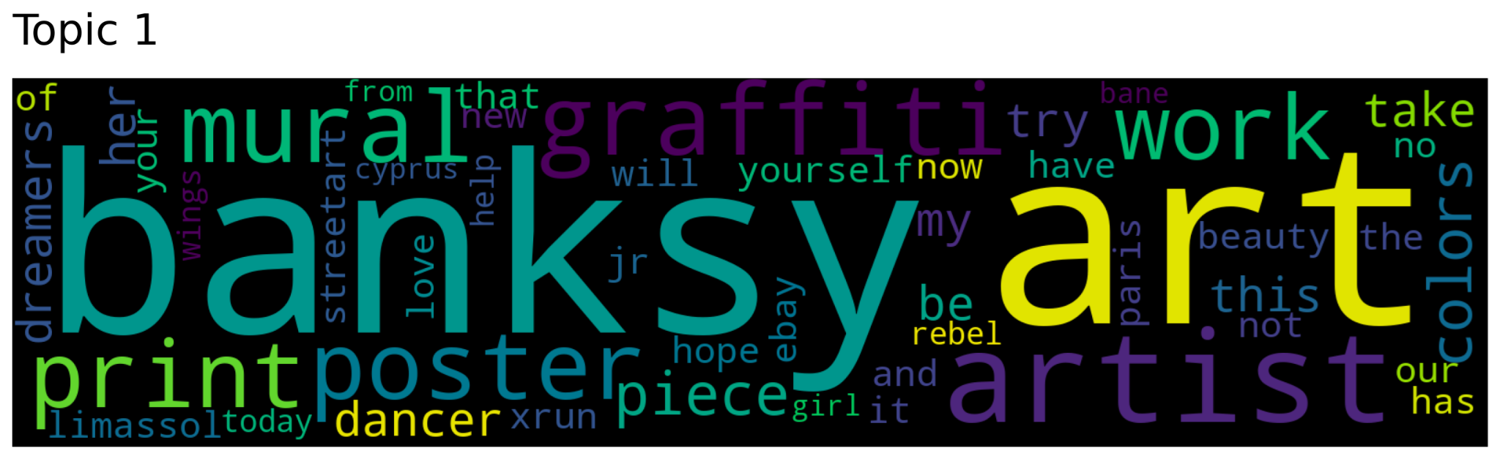 Topic 1
of
her
your
from
that
new
bane
take
no
mural
graffiti
try
work
dreamers
wings
streetart
cyprus
help
will
yourself
now
have
colors
banksy
art
love
jr
my
paris
beauty
the
ebay
be
this
rebel
not
print
poster
hope
piece
and
artist
our
has
limassol
today
dancer
xrun
girl
it